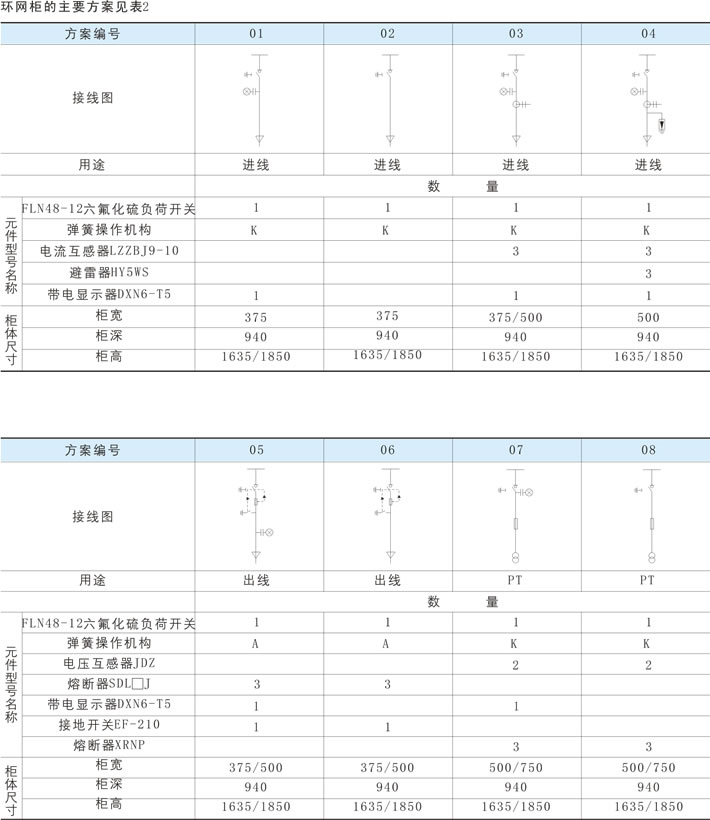 环网柜的主要方案见表2
方案编号 01 02 03 04
接线图
用途 进线 进线 进线 进线
数 量
元件型号名称
FLN48-12六氟化硫负荷开关 1 1 1 1
弹簧操作机构 K K K K
电流互感器LZZBJ9-10 3 3
避雷器HY5WS 3
带电显示器DXN6-T5 1 1 1
柜体尺寸
柜宽 375 375 375/500 500
柜深 940 940 940 940
柜高 1635/1850 1635/1850 1635/1850 1635/1850
方案编号 05 06 07 08
接线图
用途 出线 出线 PT PT
数 量
元件型号名称
FLN48-12六氟化硫负荷开关 1 1 1 1
弹簧操作机构 A A K K
电压互感器JDZ 2 2
熔断器SDL□J 3 3
带电显示器DXN6-T5 1 1
接地开关EF-210 1 1
熔断器XRNP 3 3
柜体尺寸
柜宽 375/500 375/500 500/750 500/750
柜深 940 940 940 940
柜高 1635/1850 1635/1850 1635/1850 1635/1850